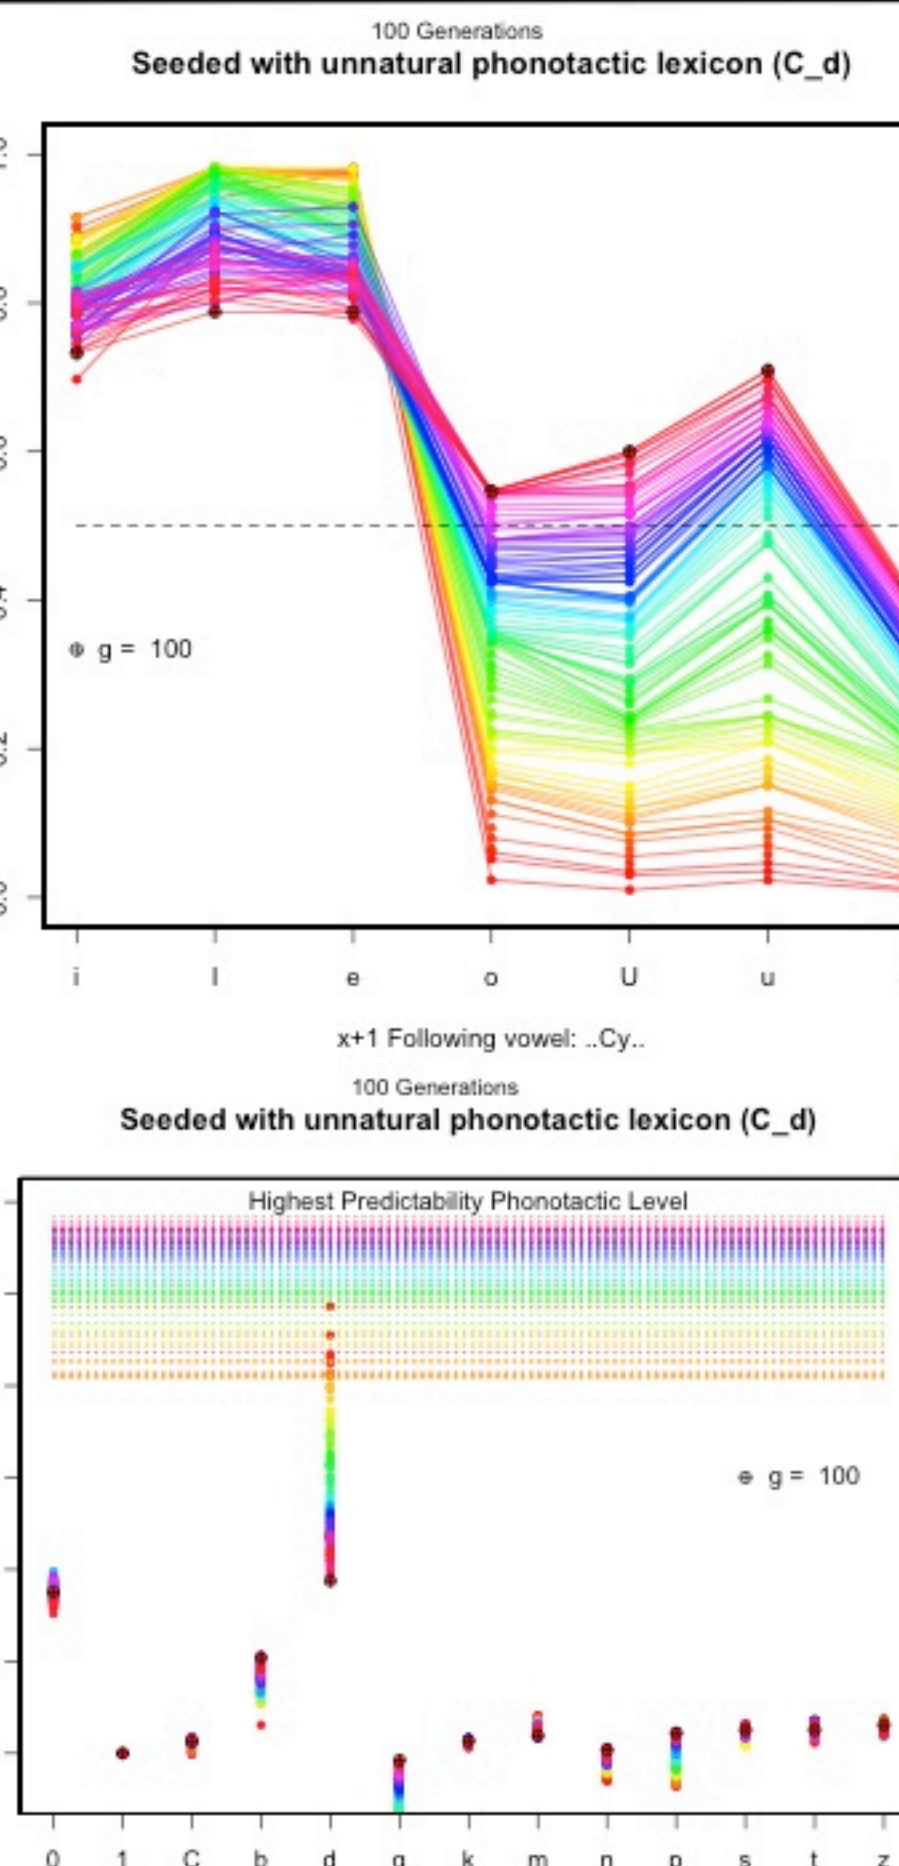 100 Generations
Seeded with unnatural phonotactic lexicon (C_d)
g = 100
i I e o U u
x+1 Following vowel: ..Cy..
100 Generations
Seeded with unnatural phonotactic lexicon (C_d)
Highest Predictability Phonotactic Level
g = 100
0 1 C b d g k m n p s t z